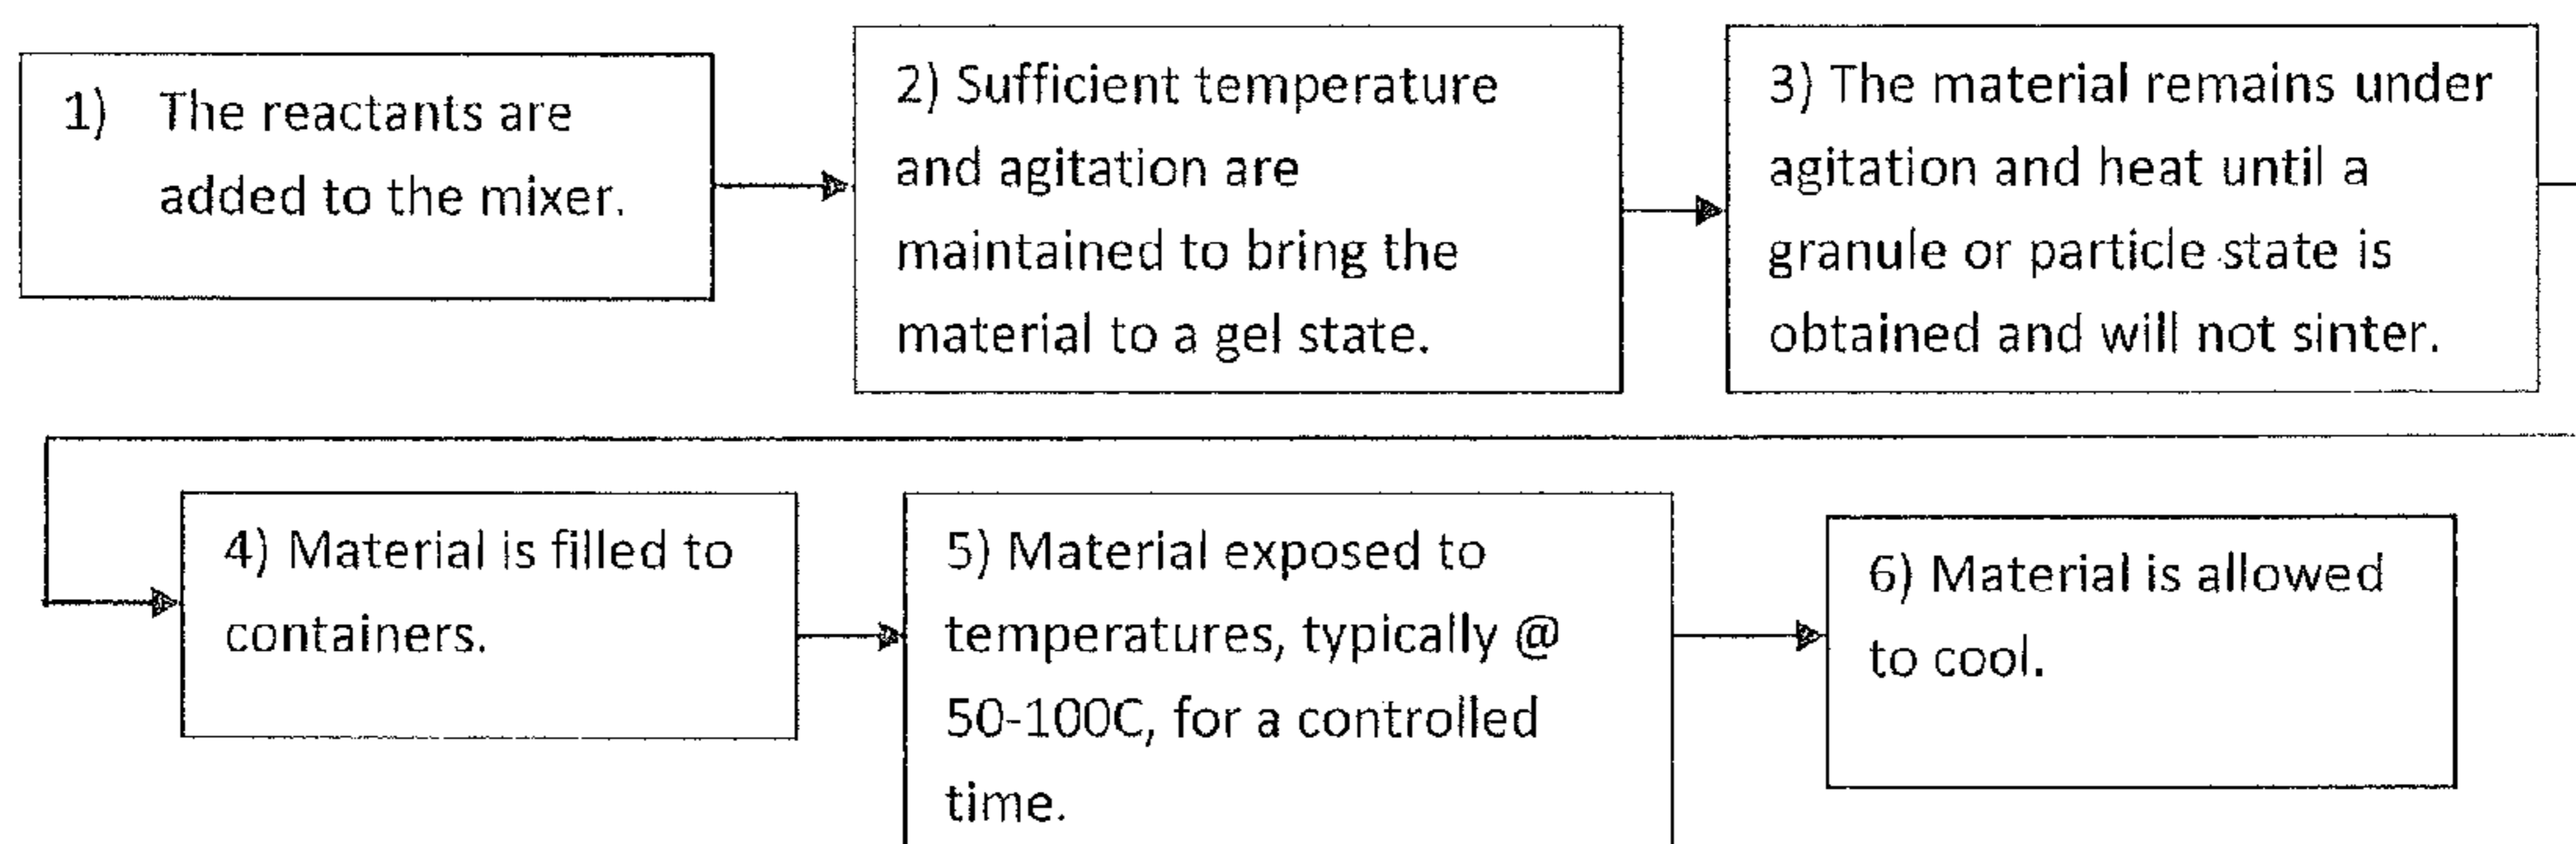 1) The reactants are
added to the mixer.
2) Sufficient temperature
and agitation are
maintained to bring the
material to a gel state.
3) The material remains under
agitation and heat until a
granule or particle state is
obtained and will not sinter.
4) Material is filled to
containers.
5) Material exposed to
temperatures, typically @
50-100C, for a controlled
time.
6) Material is allowed
to cool.